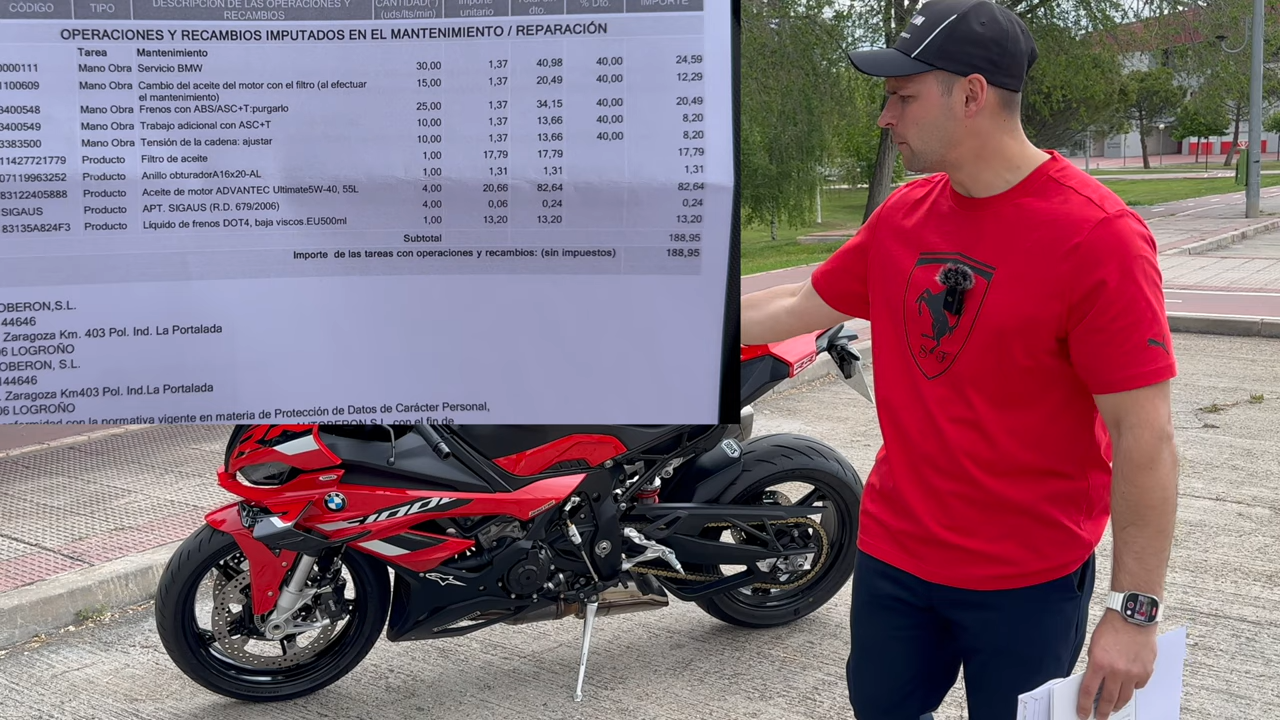 CÓDIGO TIPO DESCRIPCIÓN DE LAS OPERACIONES Y RECAMBIOS CANTIDAD(*) (uds/lts/min) Importe unitario dto. % Dto. IMPORTE
OPERACIONES Y RECAMBIOS IMPUTADOS EN EL MANTENIMIENTO / REPARACIÓN
Tarea Mantenimiento
0000111 Mano Obra Servicio BMW 30,00 1,37 40,98 40,00 24,59
1100609 Mano Obra Cambio del aceite del motor con el filtro (al efectuar el mantenimiento) 15,00 1,37 20,49 40,00 12,29
3400548 Mano Obra Frenos con ABS/ASC+T:purgarlo 25,00 1,37 34,15 40,00 20,49
3400549 Mano Obra Trabajo adicional con ASC+T 10,00 1,37 13,66 40,00 8,20
3383500 Mano Obra Tensión de la cadena: ajustar 10,00 1,37 13,66 40,00 8,20
11427721779 Producto Filtro de aceite 1,00 17,79 17,79 17,79
07119963252 Producto Anillo obturadorA16x20-AL 1,00 1,31 1,31 1,31
83122405888 Producto Aceite de motor ADVANTEC Ultimate5W-40, 55L 4,00 20,66 82,64 82,64
SIGAUS Producto APT. SIGAUS (R.D. 679/2006) 4,00 0,06 0,24 0,24
83135A824F3 Producto Líquido de frenos DOT4, baja viscos.EU500ml 1,00 13,20 13,20 13,20
Subtotal 188,95
Importe de las tareas con operaciones y recambios: (sin impuestos) 188,95
OBERON,S.L.
144646
Zaragoza Km. 403 Pol. Ind. La Portalada
06 LOGROÑO
OBERON, S.L.
144646
Zaragoza Km403 Pol. Ind.La Portalada
06 LOGROÑO
nformidad con la normativa vigente en materia de Protección de Datos de Carácter Personal,
AUTOBERON S.L. con el fin de
S F
RR
BMW
S1000